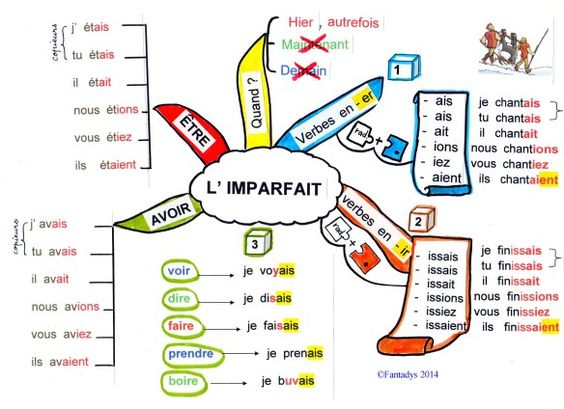 L' IMPARFAIT
Quand ?
Hier , autrefois
Maintenant
Demain
ÊTRE
copieurs
j' étais
tu étais
il était
nous étions
vous étiez
ils étaient
AVOIR
copieurs
j' avais
tu avais
il avait
nous avions
vous aviez
ils avaient
1
Verbes en - er
rad +
- ais je chantais
- ais tu chantais
- ait il chantait
- ions nous chantions
- iez vous chantiez
- aient ils chantaient
2
verbes en - ir
rad +
- issais je finissais
- issais tu finissais
- issait il finissait
- issions nous finissions
- issiez vous finissiez
- issaient ils finissaient
3
voir je voyais
dire je disais
faire je faisais
prendre je prenais
boire je buvais
©Fantadys 2014